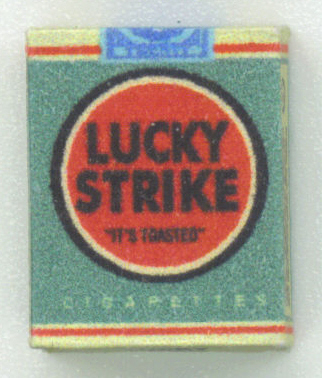 LUCKY
STRIKE
"IT'S TOASTED"
CIGARETTES